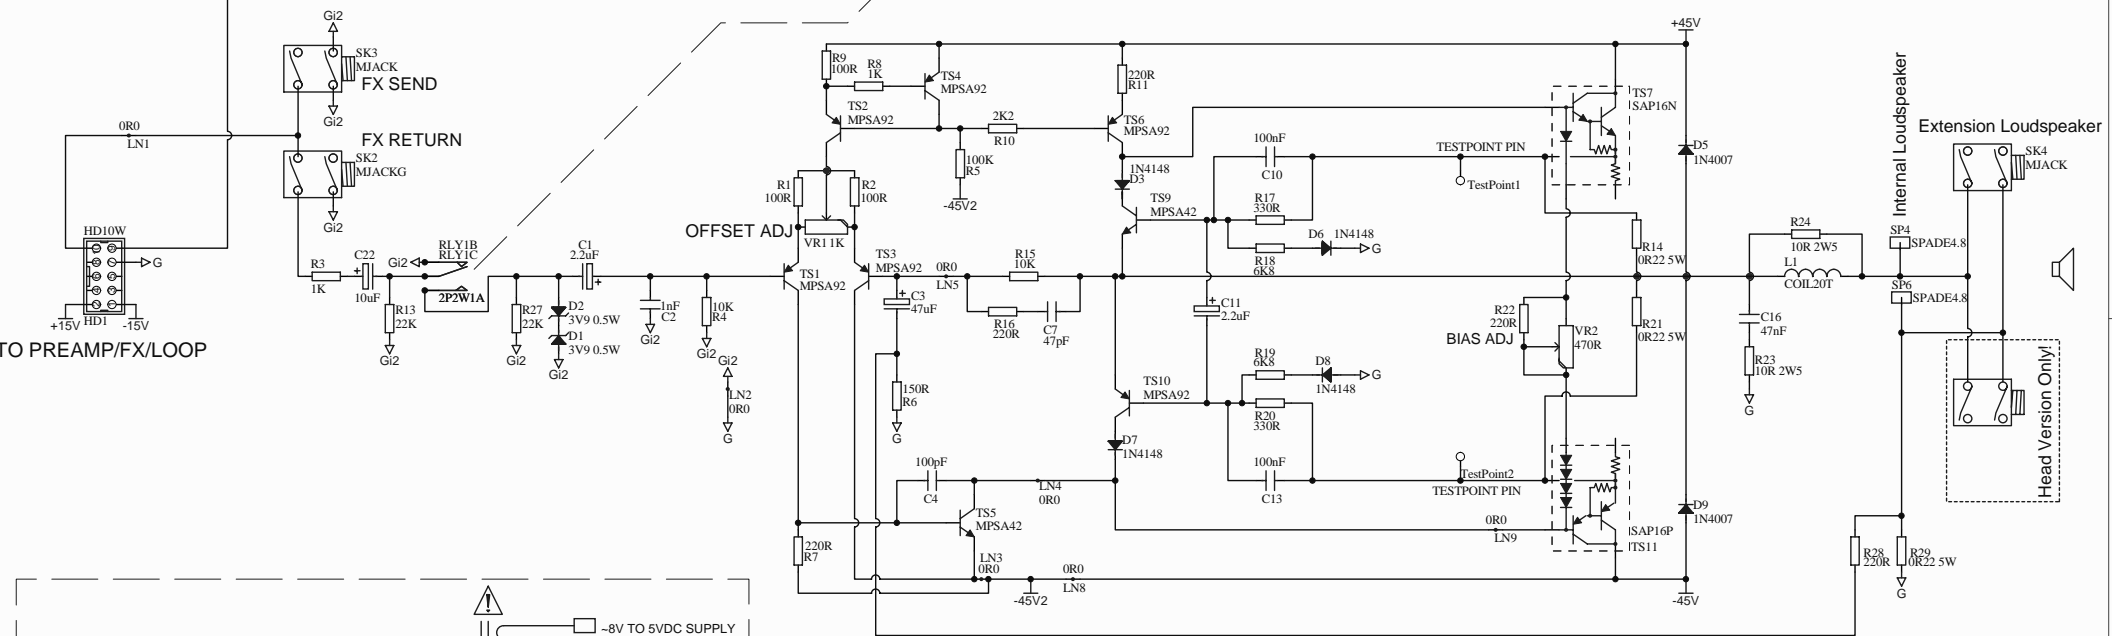 Gi2
SK3
MJACK
FX SEND
Gi2
0R0
LN1
FX RETURN
SK2
MJACKG
Gi2
HD10W
G
+15V
HD1
-15V
TO PREAMP/FX/LOOP
R3
1K
C22
+
10uF
R13
22K
Gi2
Gi2
RLY1B
RLY1C
2P2W1A
R27
22K
Gi2
D2
3V9 0.5W
D1
3V9 0.5W
Gi2
C1
2.2uF
+
1nF
C2
Gi2
10K
R4
Gi2
Gi2
LN2
0R0
G
OFFSET ADJ
R9
100R
R8
1K
TS4
MPSA92
TS2
MPSA92
100K
R5
-45V2
2K2
R10
R1
100R
R2
100R
VR1 1K
TS1
MPSA92
TS3
MPSA92
+
C3
47uF
150R
R6
G
0R0
LN5
R15
10K
R16
220R
C7
47pF
100pF
C4
TS5
MPSA42
220R
R7
LN3
0R0
-45V2
0R0
LN8
LN4
0R0
220R
R11
TS6
MPSA92
1N4148
D3
TS9
MPSA42
TS10
MPSA92
D7
1N4148
100nF
C10
R17
330R
R18
6K8
D6
1N4148
G
+
C11
2.2uF
R19
6K8
D8
1N4148
G
R20
330R
100nF
C13
TESTPOINT PIN
TestPoint1
TestPoint2
TESTPOINT PIN
0R0
LN9
TS7
SAP16N
R14
0R22 5W
R22
220R
BIAS ADJ
VR2
470R
R21
0R22 5W
SAP16P
TS11
+45V
D5
1N4007
D9
1N4007
-45V
C16
47nF
R23
10R 2W5
G
R24
10R 2W5
L1
COIL20T
Internal Loudspeaker
SP4
SPADE4.8
SP6
SPADE4.8
Extension Loudspeaker
SK4
MJACK
Head Version Only!
R28
220R
R29
0R22 5W
G
~8V TO 5VDC SUPPLY